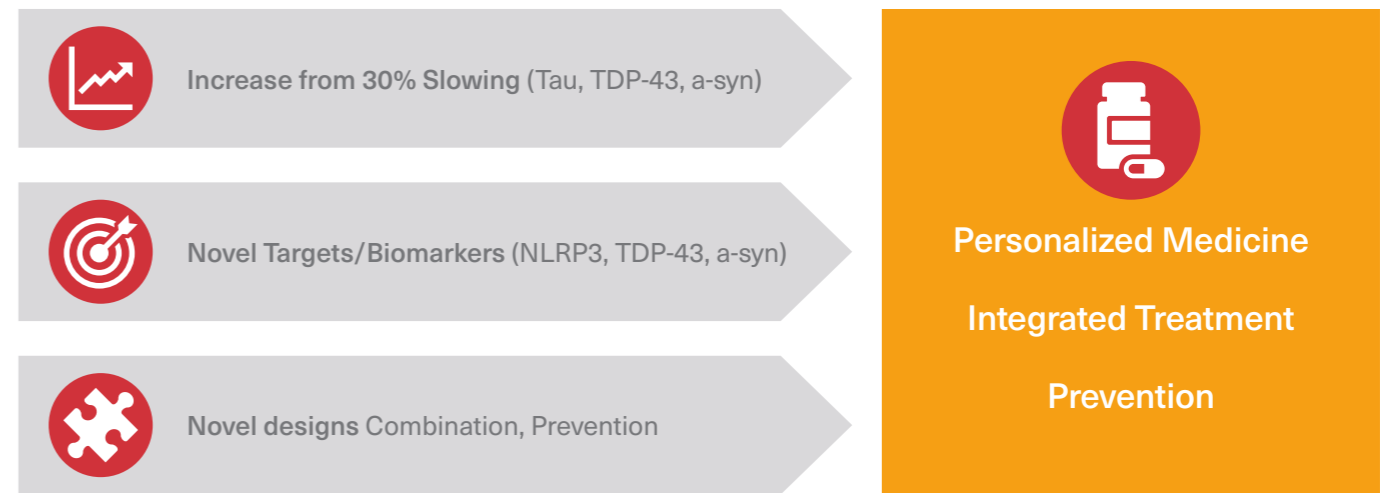 Increase from 30% Slowing (Tau, TDP-43, a-syn)
Novel Targets/Biomarkers (NLRP3, TDP-43, a-syn)
Novel designs Combination, Prevention
Personalized Medicine
Integrated Treatment
Prevention